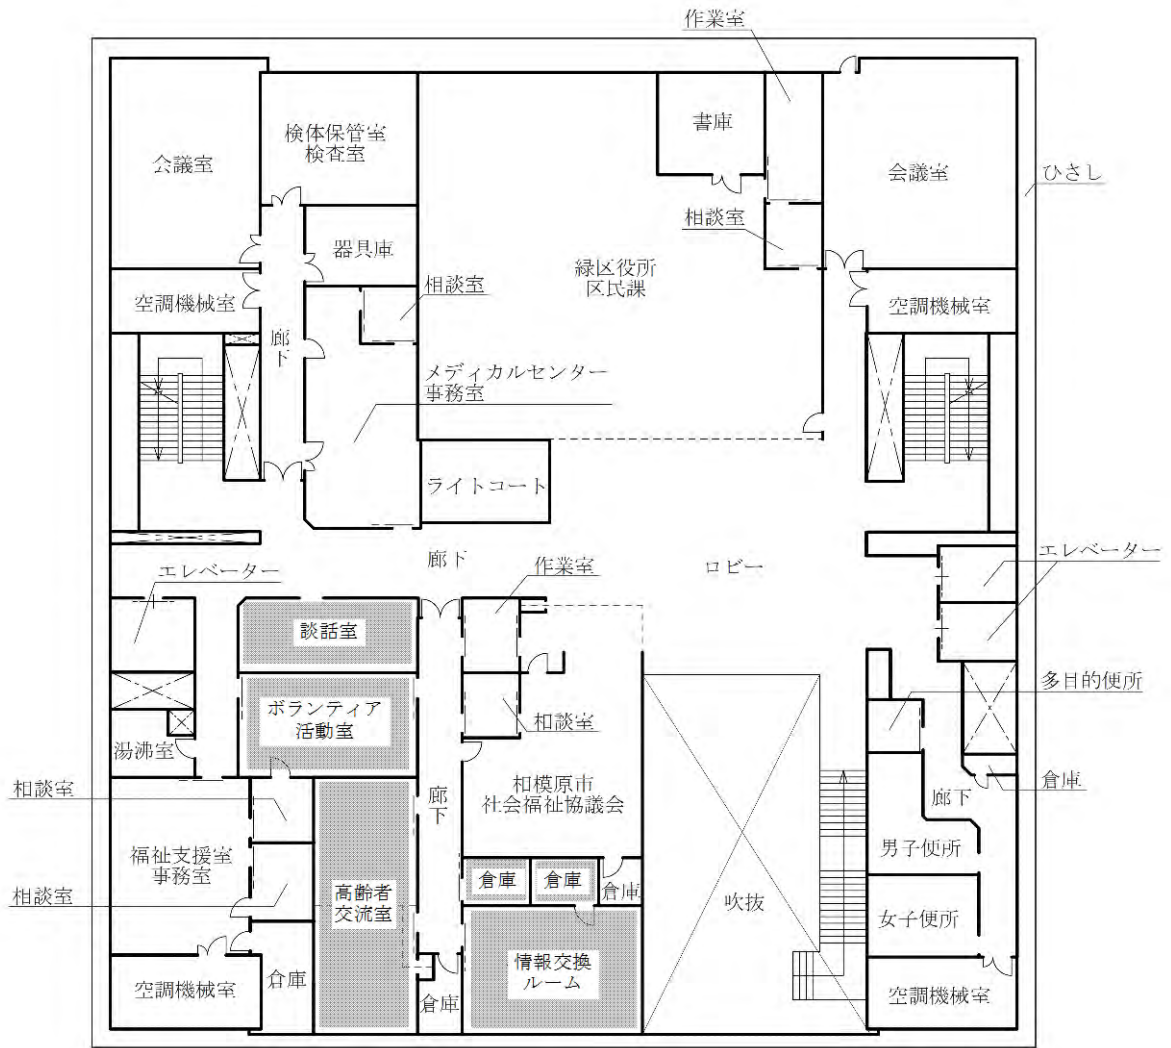 作業室
書庫
検体保管室
検査室
会議室
会議室
ひさし
相談室
器具庫
緑区役所
区民課
相談室
空調機械室
空調機械室
廊
下
メディカルセンター
事務室
ライトコート
廊下
作業室
ロビー
エレベーター
エレベーター
談話室
多目的便所
ボランティア
活動室
相談室
湯沸室
倉庫
相談室
相模原市
社会福祉協議会
廊
下
廊下
福祉支援室
事務室
男子便所
倉庫
倉庫
倉庫
高齢者
交流室
相談室
吹抜
女子便所
情報交換
ルーム
倉庫
空調機械室
倉庫
空調機械室